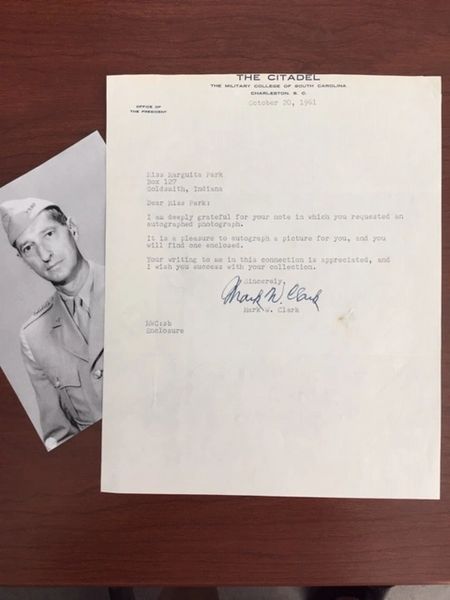 THE CITADEL
THE MILITARY COLLEGE OF SOUTH CAROLINA
CHARLESTON, S. C.
October 20, 1961
OFFICE OF
THE PRESIDENT
Miss Marguita Park
Box 127
Goldsmith, Indiana
Dear Miss Park:
I am deeply grateful for your note in which you requested an
autographed photograph.
It is a pleasure to autograph a picture for you, and you
will find one enclosed.
Your writing to me in this connection is appreciated, and
I wish you success with your collection.
Sincerely,
Mark W. Clark
Mark W. Clark
MWC:sb
Enclosure